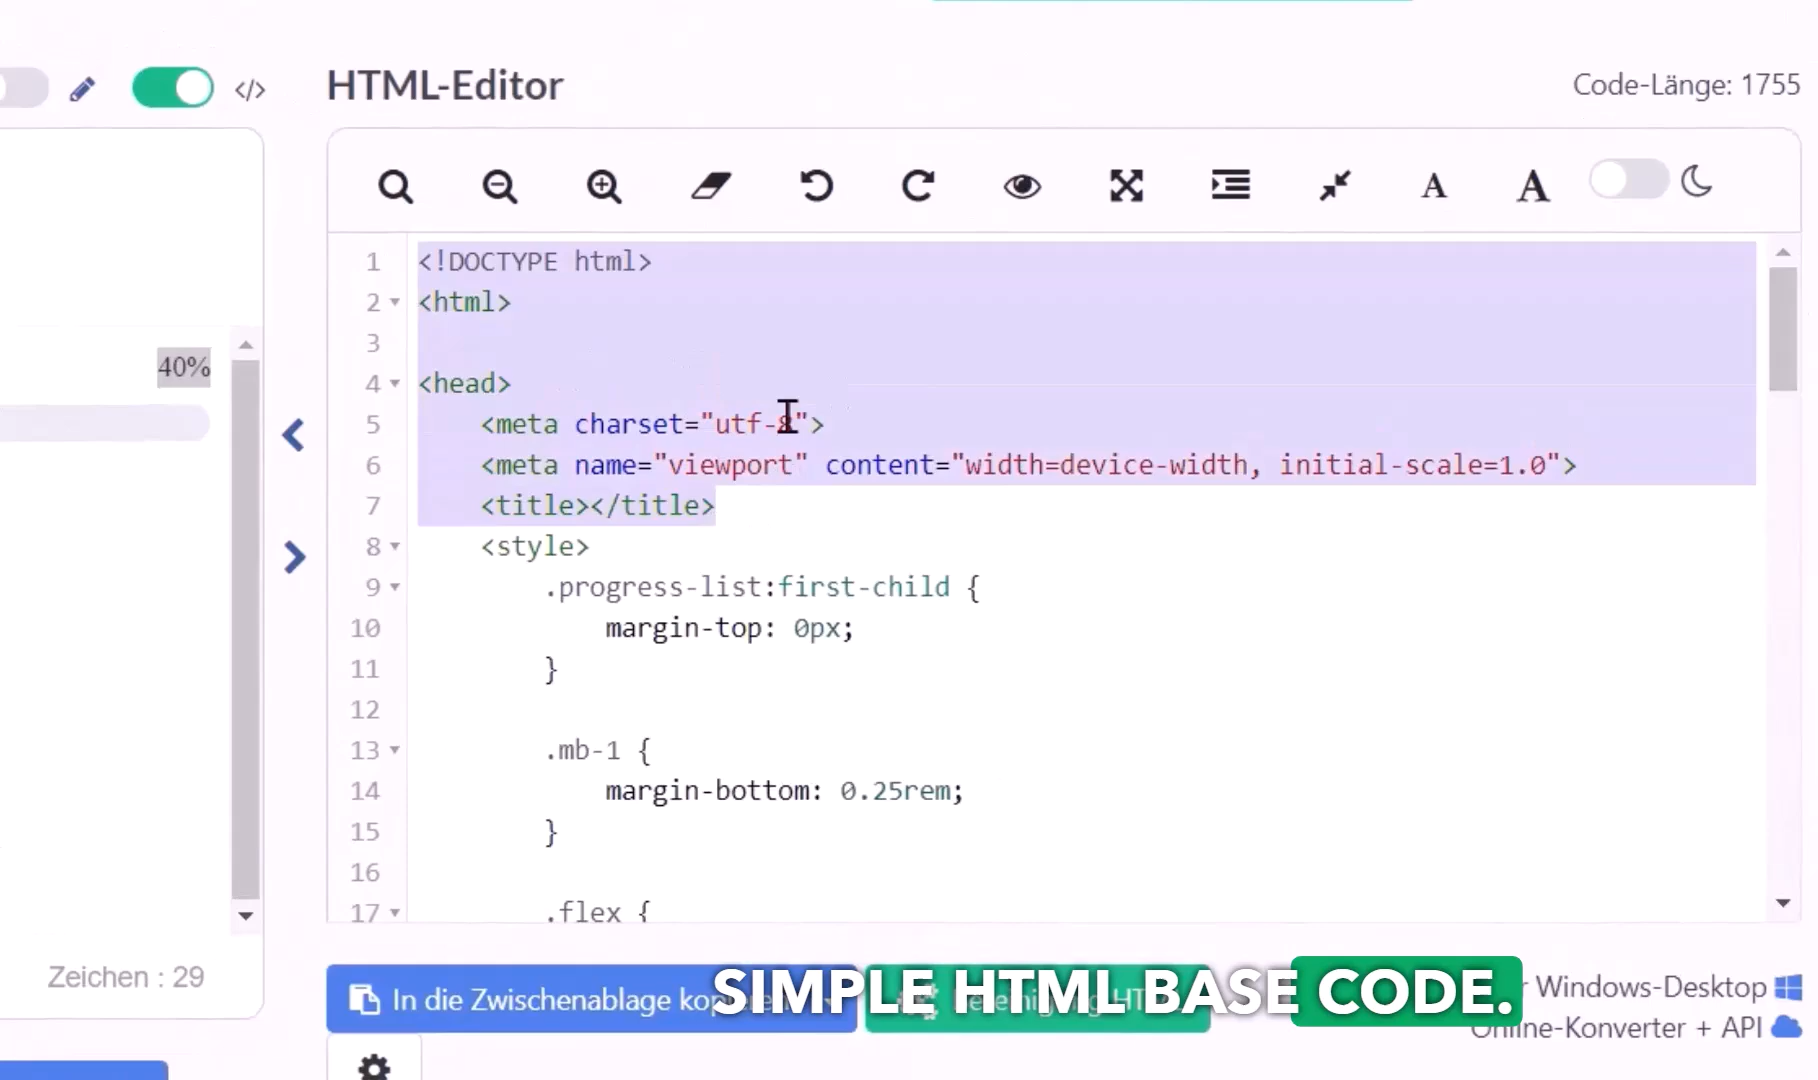 </>
HTML-Editor
Code-Länge: 1755
A
A
40%
1 <!DOCTYPE html>
2 <html>
3
4 <head>
5 <meta charset="utf-8">
6 <meta name="viewport" content="width=device-width, initial-scale=1.0">
7 <title></title>
8 <style>
9 .progress-list:first-child {
10 margin-top: 0px;
11 }
12
13 .mb-1 {
14 margin-bottom: 0.25rem;
15 }
16
17 .flex {
Zeichen : 29
In die Zwischenablage
SIMPLE HTML BASE CODE.
Windows-Desktop
Online-Konverter + API